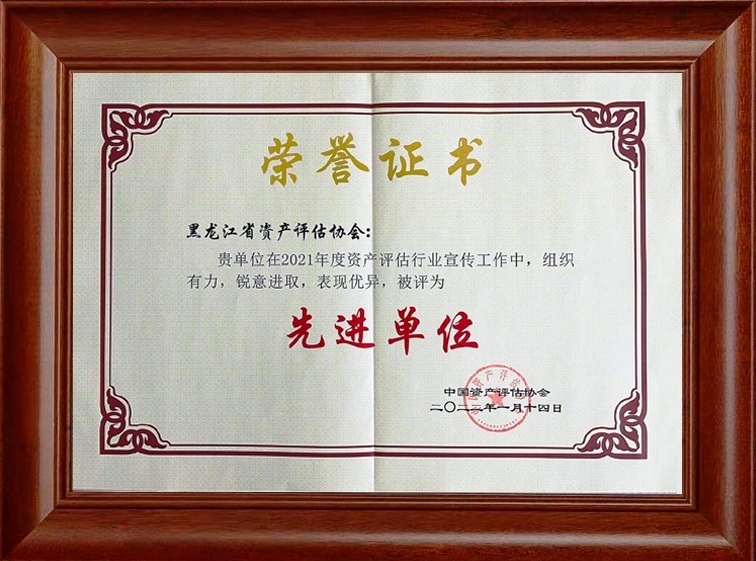 荣誉证书
黑龙江省资产评估协会：
贵单位在2021年度资产评估行业宣传工作中，组织
有力，锐意进取，表现优异，被评为
先进单位
中国资产评估协会
二〇二二年一月十四日